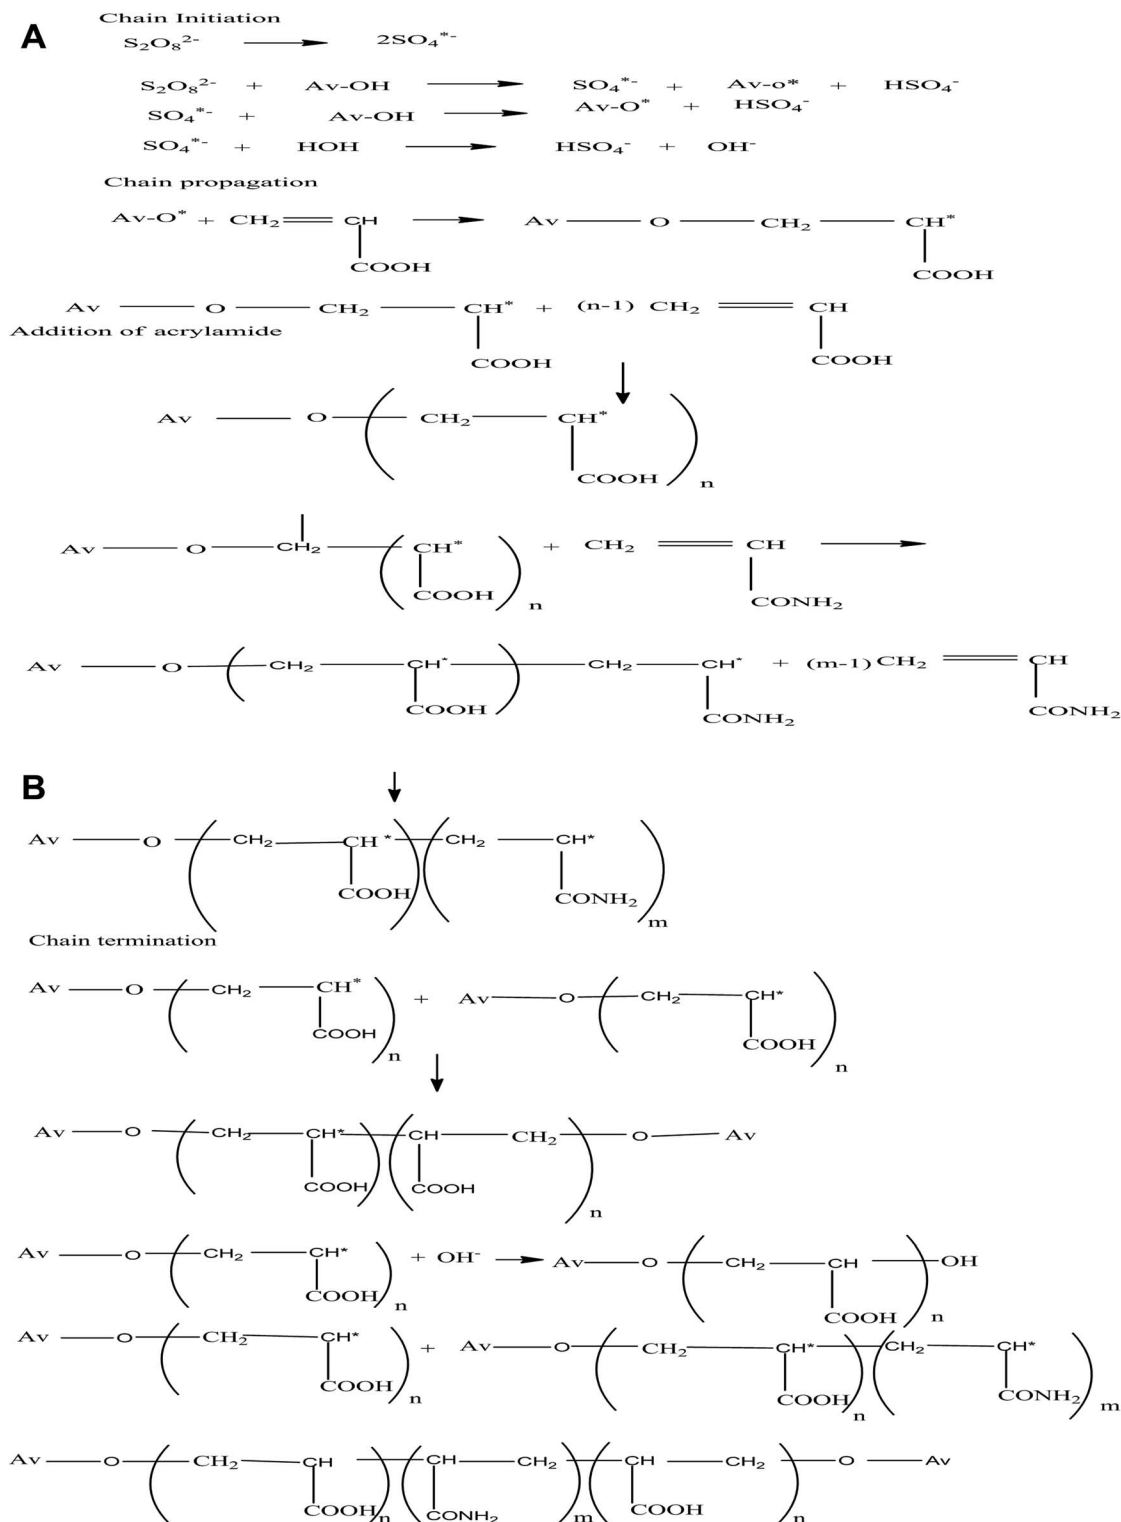 A
Chain Initiation
S₂O₈²⁻ 2SO₄*⁻
S₂O₈²⁻ + Av-OH SO₄*⁻ + Av-o* + HSO₄⁻
SO₄*⁻ + Av-OH Av-O* + HSO₄⁻
SO₄*⁻ + HOH HSO₄⁻ + OH⁻
Chain propagation
Av-O* + CH₂ CH Av O CH₂ CH*
COOH COOH
Av O CH₂ CH* + (n-1) CH₂ CH
Addition of acrylamide
COOH COOH
Av O CH₂ CH*
COOH n
Av O CH₂ CH* + CH₂ CH
COOH n CONH₂
Av O CH₂ CH* CH₂ CH* + (m-1) CH₂ CH
COOH CONH₂ CONH₂
B
Av O CH₂ CH* CH₂ CH*
COOH CONH₂ m
Chain termination
Av O CH₂ CH* + Av O CH₂ CH*
COOH n COOH n
Av O CH₂ CH* CH CH₂ O Av
COOH COOH n
Av O CH₂ CH* + OH⁻ Av O CH₂ CH OH
COOH n COOH n
Av O CH₂ CH* + Av O CH₂ CH* CH₂ CH*
COOH n COOH n CONH₂ m
Av O CH₂ CH CH CH₂ CH CH₂ O Av
COOH n CONH₂ m COOH n